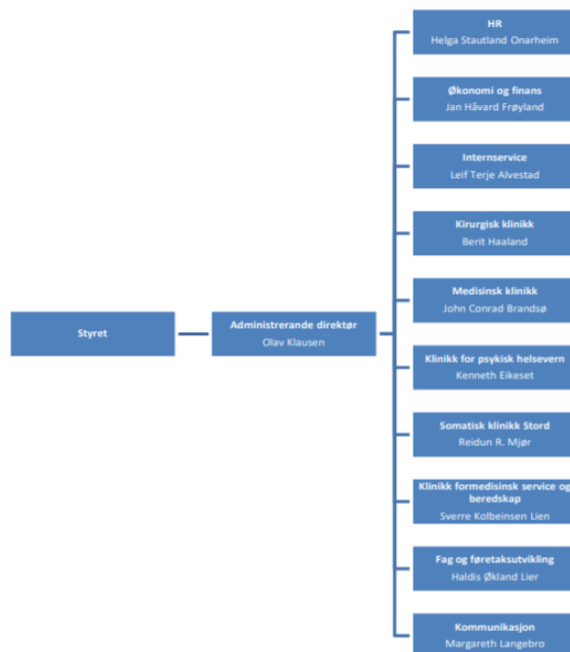 HR
Helga Stautland Onarheim
Økonomi og finans
Jan Håvard Frøyland
Internservice
Leif Terje Alvestad
Kirurgisk klinikk
Berit Haaland
Medisinsk klinikk
John Conrad Brandsø
Styret
Administrerande direktør
Olav Klausen
Klinikk for psykisk helsevern
Kenneth Eikeset
Somatisk klinikk Stord
Reidun R. Mjør
Klinikk formedisinsk service og
beredskap
Sverre Kolbeinsen Lien
Fag og føretaksutvikling
Haldis Økland Lier
Kommunikasjon
Margareth Langebro